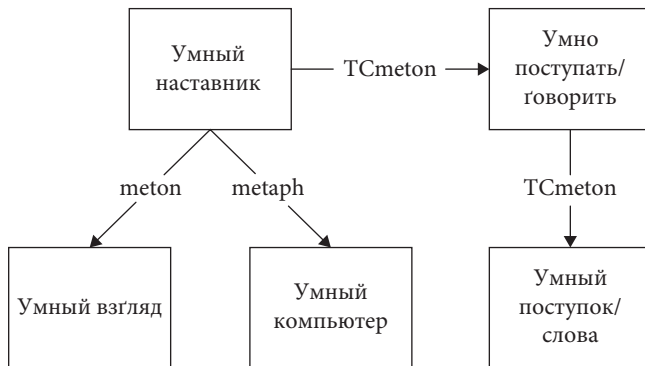 Умный
наставник
TCmeton
Умно
поступать/
ґоворить
meton
metaph
TCmeton
Умный взґляд
Умный
компьютер
Умный
поступок/
слова